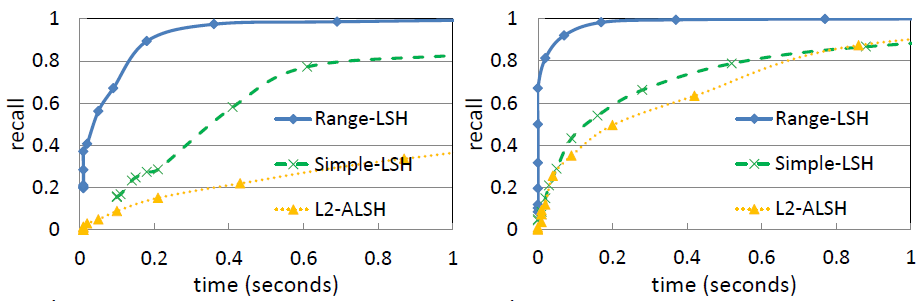 1
0.8
0.6
0.4
0.2
0
recall
Range-LSH
Simple-LSH
L2-ALSH
0 0.2 0.4 0.6 0.8 1
time (seconds)
1
0.8
0.6
0.4
0.2
0
recall
Range-LSH
Simple-LSH
L2-ALSH
0 0.2 0.4 0.6 0.8 1
time (seconds)